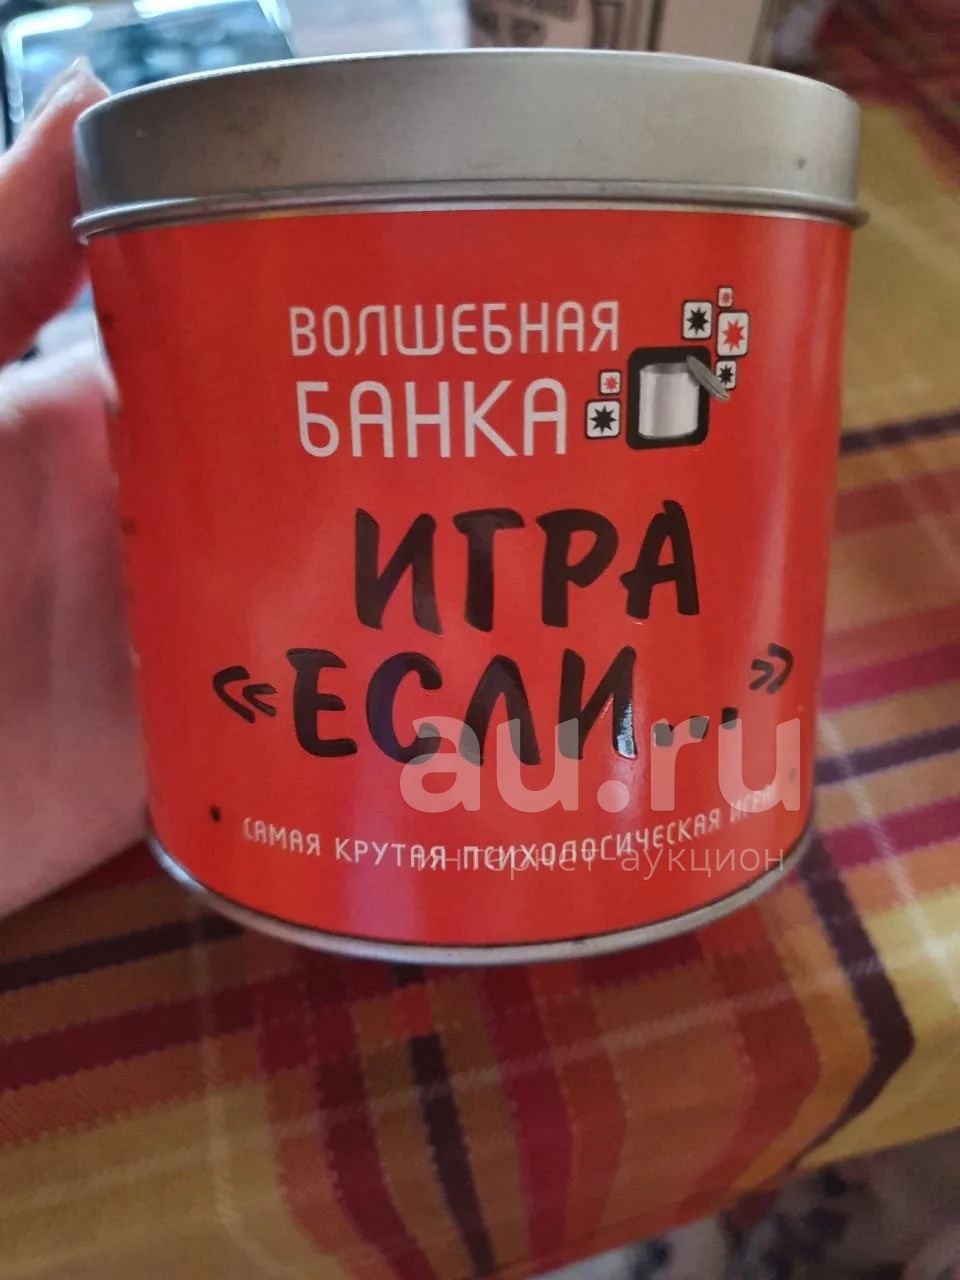 ВОЛШЕБНАЯ
БАНКА
ИГРА
«ЕСЛИ...»
САМАЯ КРУТАЯ ПСИХОЛОГИЧЕСКАЯ ИГРА
au.ru
интернет-аукцион